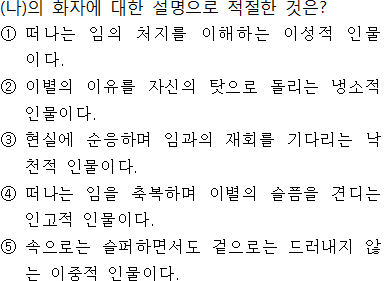 (나)의 화자에 대한 설명으로 적절한 것은?
① 떠나는 임의 처지를 이해하는 이성적 인물
이다.
② 이별의 이유를 자신의 탓으로 돌리는 냉소적
인물이다.
③ 현실에 순응하며 임과의 재회를 기다리는 낙
천적 인물이다.
④ 떠나는 임을 축복하며 이별의 슬픔을 견디는
인고적 인물이다.
⑤ 속으로는 슬퍼하면서도 겉으로는 드러내지 않
는 이중적 인물이다.